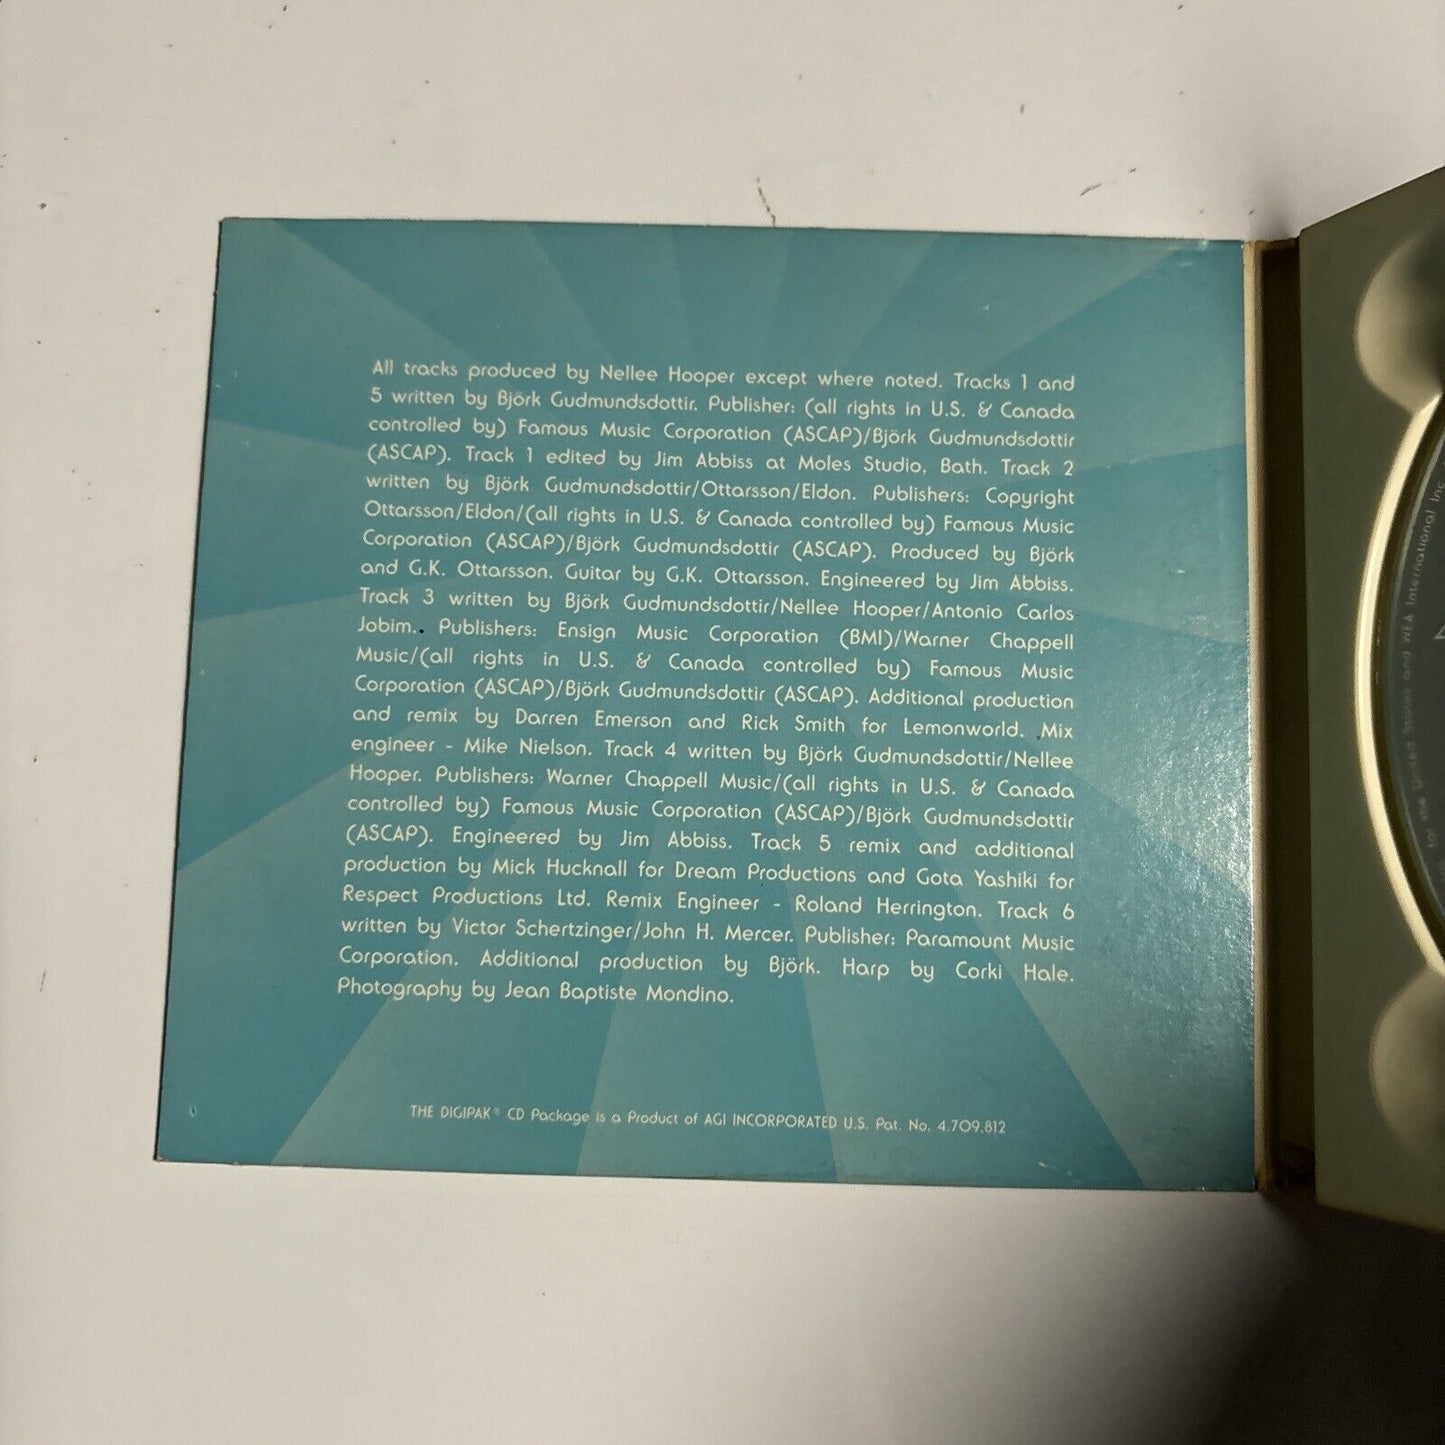 All tracks produced by Nellee Hooper except where noted. Tracks 1 and
5 written by Björk Gudmundsdottir. Publisher: (all rights in U.S. & Canada
controlled by) Famous Music Corporation (ASCAP)/Björk Gudmundsdottir
(ASCAP). Track 1 edited by Jim Abbiss at Moles Studio, Bath. Track 2
written by Björk Gudmundsdottir/Ottarsson/Eldon. Publishers: Copyright
Ottarsson/Eldon/(all rights in U.S. & Canada controlled by) Famous Music
Corporation (ASCAP)/Björk Gudmundsdottir (ASCAP). Produced by Björk
and G.K. Ottarsson. Guitar by G.K. Ottarsson. Engineered by Jim Abbiss.
Track 3 written by Björk Gudmundsdottir/Nellee Hooper/Antonio Carlos
Jobim.. Publishers: Ensign Music Corporation (BMI)/Warner Chappell
Music/(all rights in U.S. & Canada controlled by) Famous Music
Corporation (ASCAP)/Björk Gudmundsdottir (ASCAP). Additional production
and remix by Darren Emerson and Rick Smith for Lemonworld. Mix
engineer - Mike Nielson. Track 4 written by Björk Gudmundsdottir/Nellee
Hooper. Publishers: Warner Chappell Music/(all rights in U.S. & Canada
controlled by) Famous Music Corporation (ASCAP)/Björk Gudmundsdottir
(ASCAP). Engineered by Jim Abbiss. Track 5 remix and additional
production by Mick Hucknall for Dream Productions and Gota Yashiki for
Respect Productions Ltd. Remix Engineer - Roland Herrington. Track 6
written by Victor Schertzinger/John H. Mercer. Publisher: Paramount Music
Corporation. Additional production by Björk. Harp by Corki Hale.
Photography by Jean Baptiste Mondino.
THE DIGIPAK® CD Package is a Product of AGI INCORPORATED U.S. Pat. No. 4.709.812
for the United States and WEA International Inc.